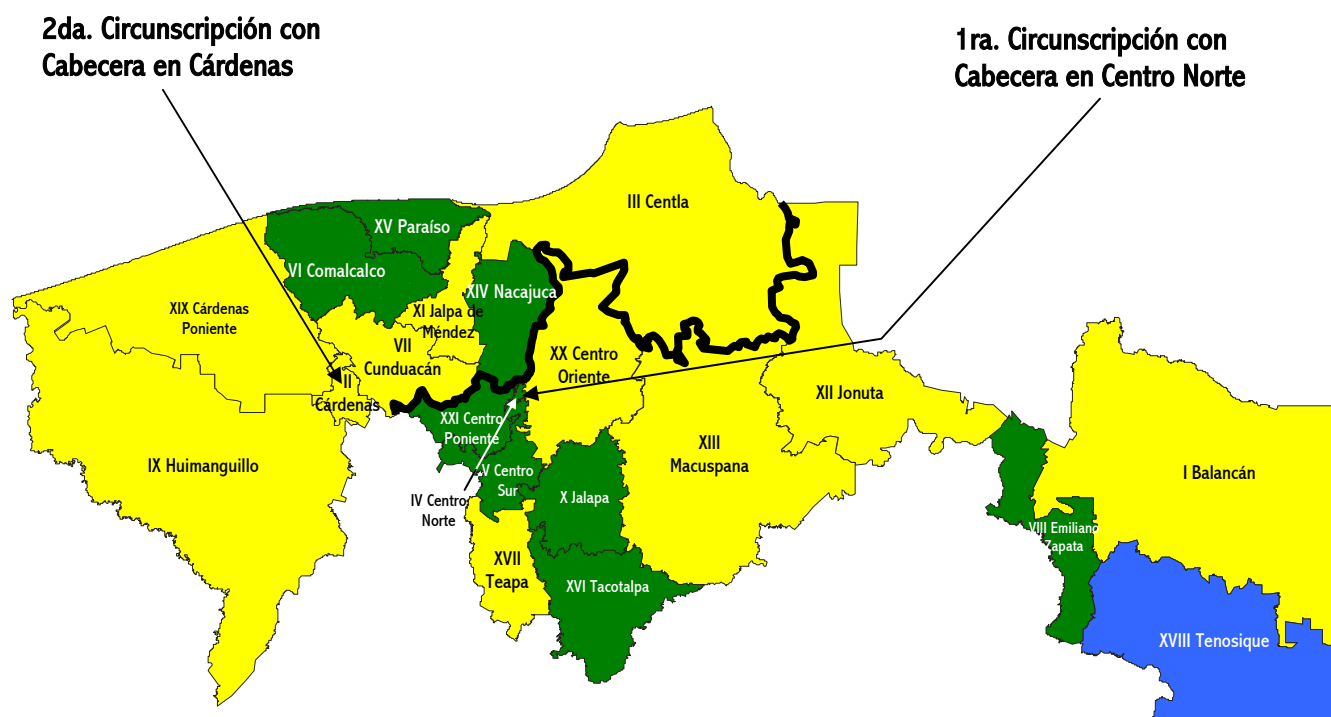 2da. Circunscripción con
Cabecera en Cárdenas
1ra. Circunscripción con
Cabecera en Centro Norte
III Centla
XV Paraíso
VI Comalcalco
XIV Nacajuca
XIX Cárdenas
Poniente
XI Jalpa de
Méndez
VII
Cunduacán
XX Centro
Oriente
II
Cárdenas
XII Jonuta
XXI Centro
Poniente
XIII
Macuspana
IX Huimanguillo
V Centro
Sur
I Balancán
X Jalapa
IV Centro
Norte
VIII Emiliano
Zapata
XVII
Teapa
XVI Tacotalpa
XVIII Tenosique